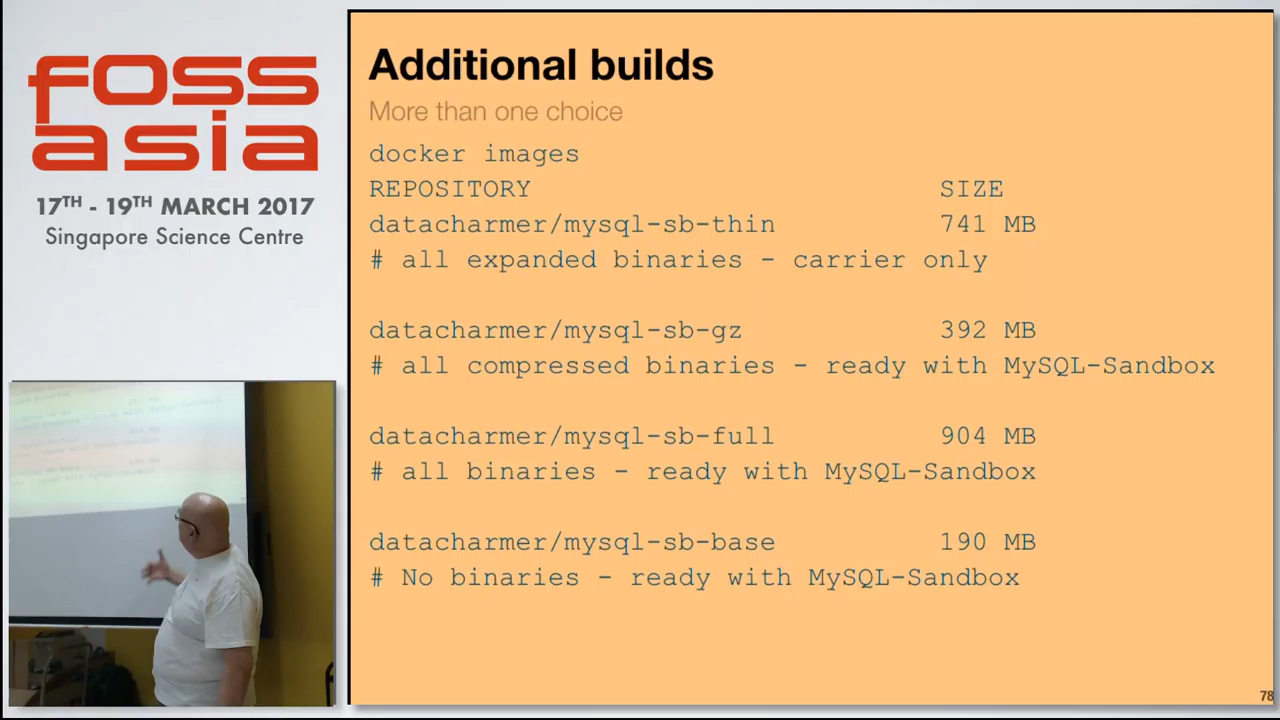 foss
asia
17TH - 19TH MARCH 2017
Singapore Science Centre
Additional builds
More than one choice
docker images
REPOSITORY SIZE
datacharmer/mysql-sb-thin 741 MB
# all expanded binaries - carrier only
datacharmer/mysql-sb-gz 392 MB
# all compressed binaries - ready with MySQL-Sandbox
datacharmer/mysql-sb-full 904 MB
# all binaries - ready with MySQL-Sandbox
datacharmer/mysql-sb-base 190 MB
# No binaries - ready with MySQL-Sandbox
78